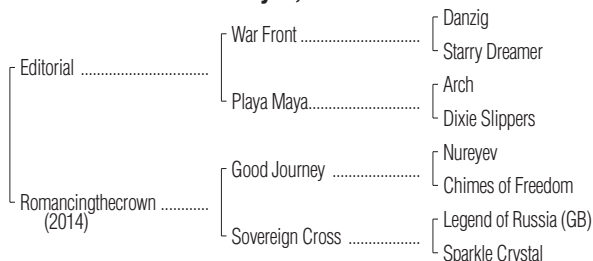 Danzig
War Front ..............................
Starry Dreamer
Editorial ................................
Arch
Playa Maya............................
Dixie Slippers
Nureyev
Good Journey ......................
Chimes of Freedom
Romancingthecrown ............
(2014)
Legend of Russia (GB)
Sovereign Cross ...................
Sparkle Crystal